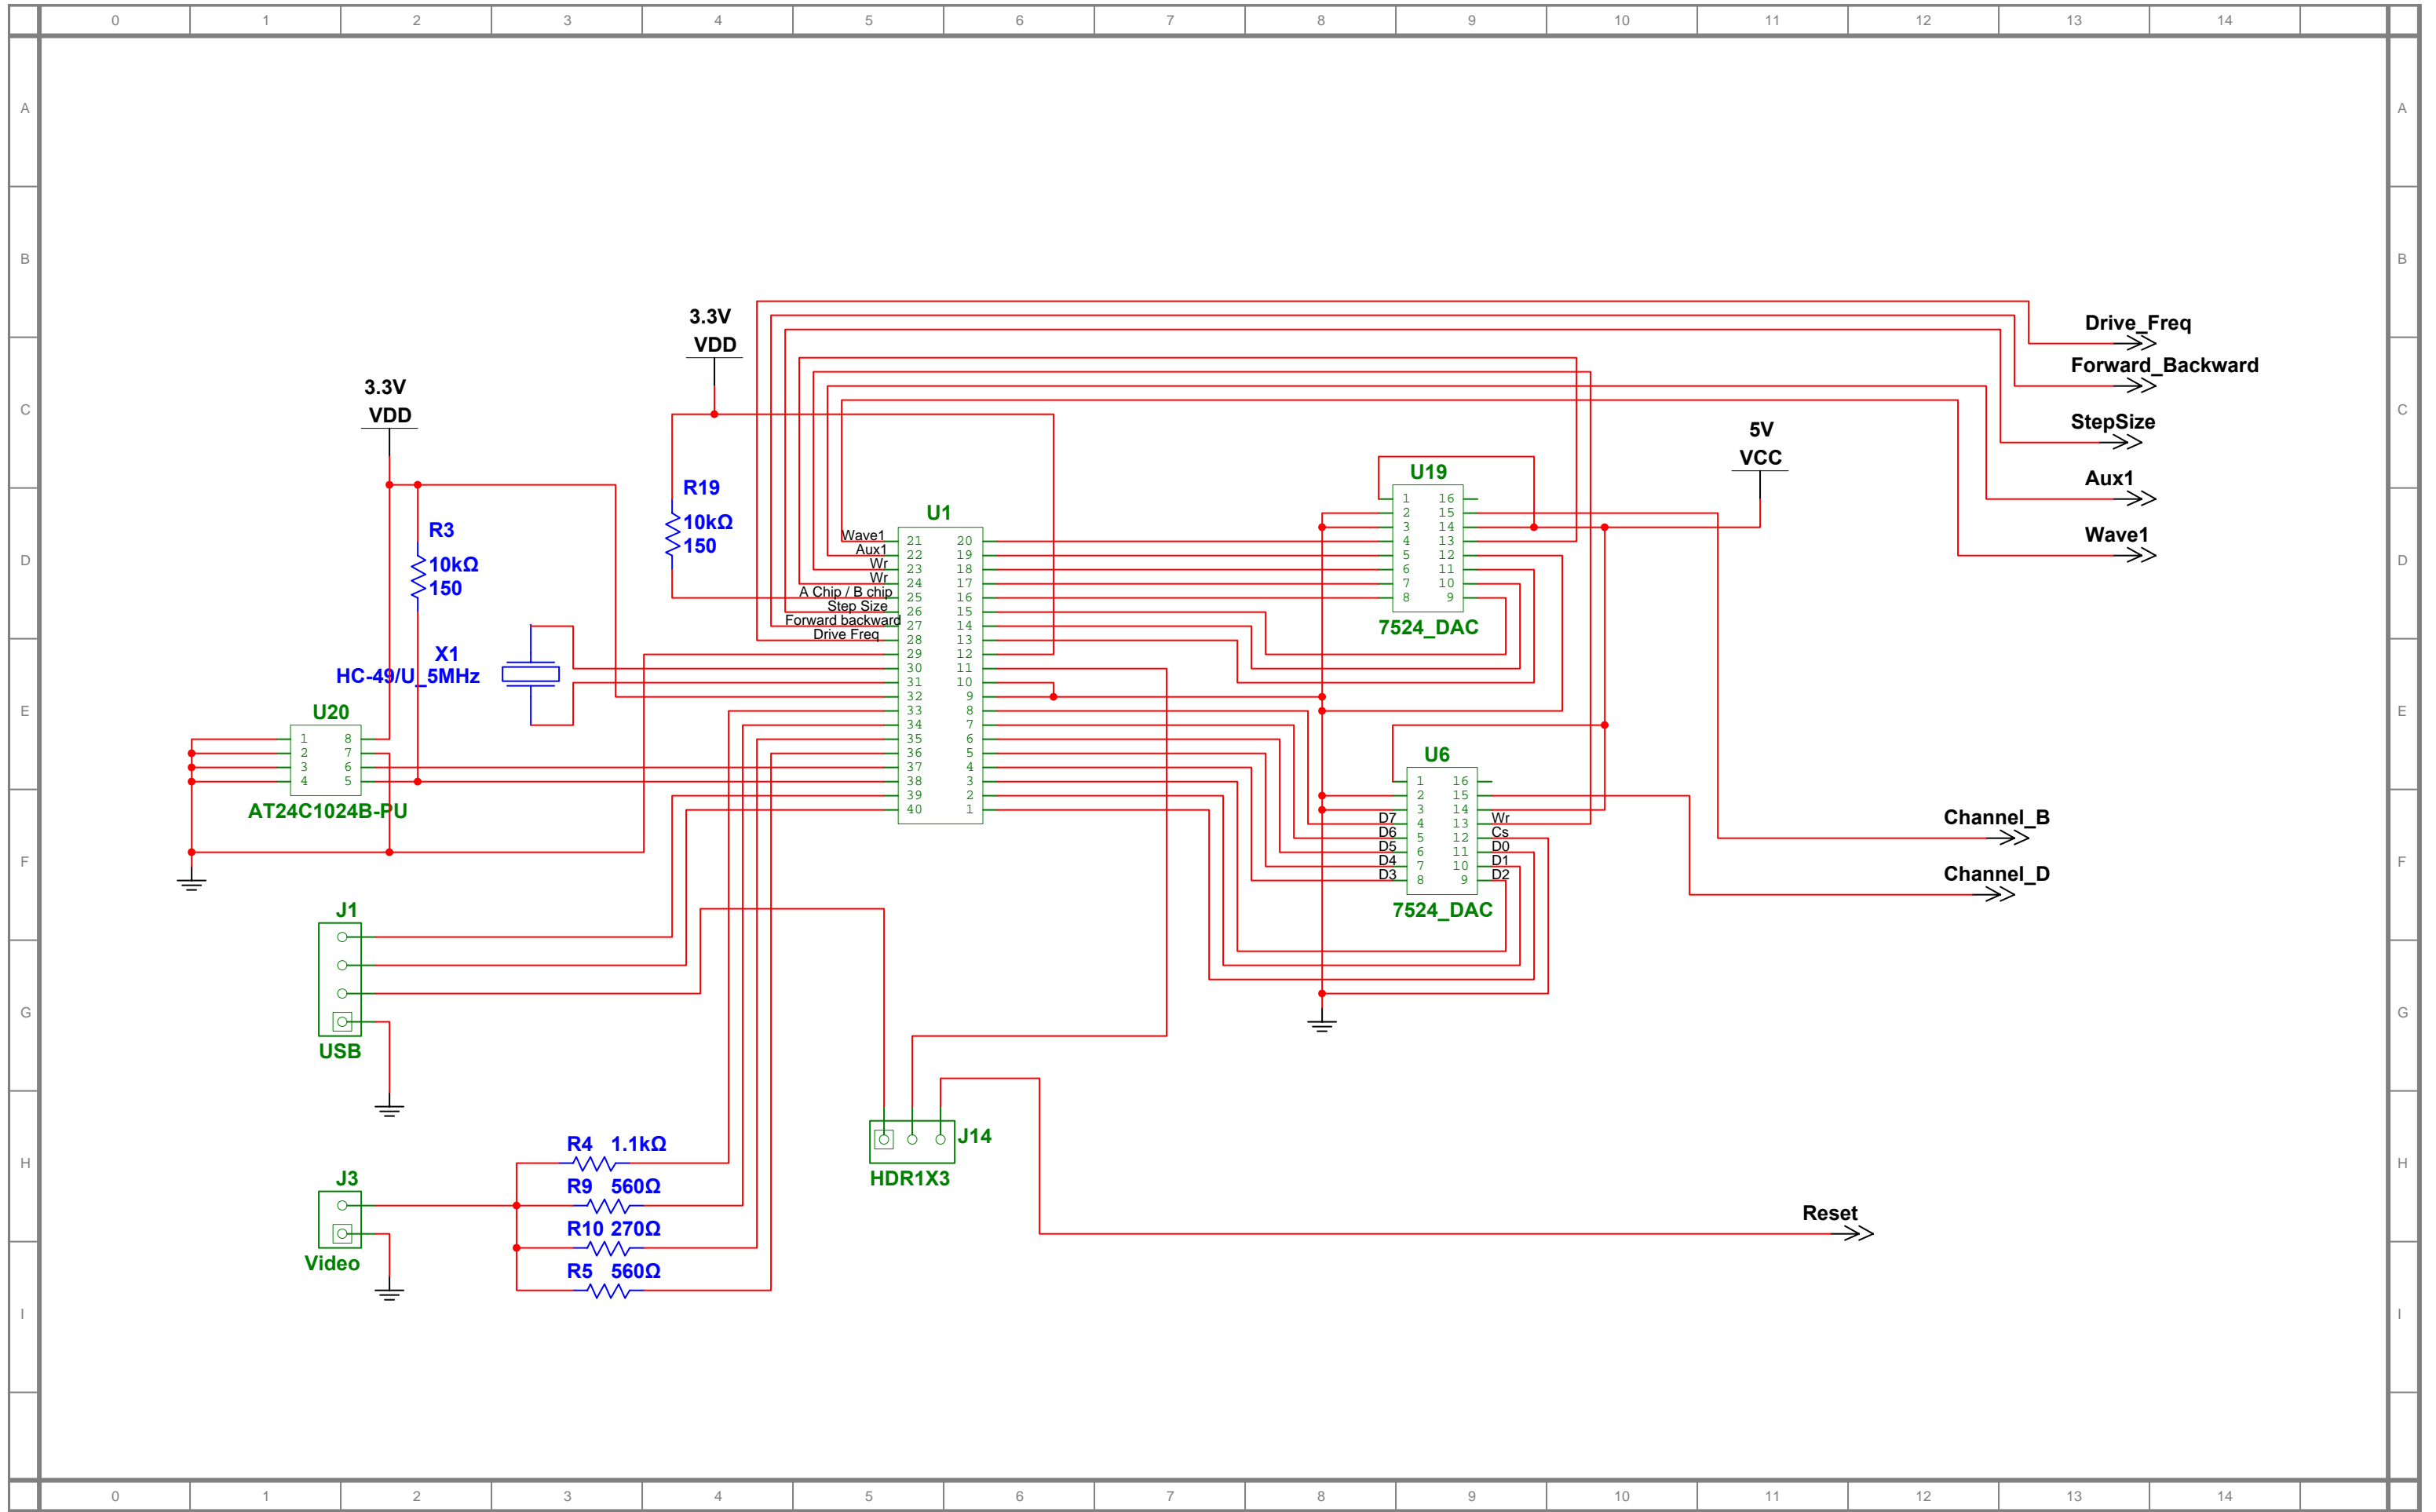 0 1 2 3 4 5 6 7 8 9 10 11 12 13 14
A A
B B
C C
D D
E E
F F
G G
H H
I I
3.3V
VDD
3.3V
VDD
5V
VCC
Drive_Freq
Forward_Backward
StepSize
Aux1
Wave1
R19
10kΩ
150
R3
10kΩ
150
X1
HC-49/U_5MHz
U1
Wave1 21 20
Aux1 22 19
Wr 23 18
Wr 24 17
A Chip / B chip 25 16
Step Size 26 15
Forward backward 27 14
Drive Freq 28 13
29 12
30 11
31 10
32 9
33 8
34 7
35 6
36 5
37 4
38 3
39 2
40 1
U19
1 16
2 15
3 14
4 13
5 12
6 11
7 10
8 9
7524_DAC
U20
1 8
2 7
3 6
4 5
AT24C1024B-PU
U6
1 16
2 15
3 14
D7 4 13 Wr
D6 5 12 Cs
D5 6 11 D0
D4 7 10 D1
D3 8 9 D2
7524_DAC
Channel_B
Channel_D
J1
USB
J14
HDR1X3
R4 1.1kΩ
R9 560Ω
R10 270Ω
R5 560Ω
J3
Video
Reset
0 1 2 3 4 5 6 7 8 9 10 11 12 13 14